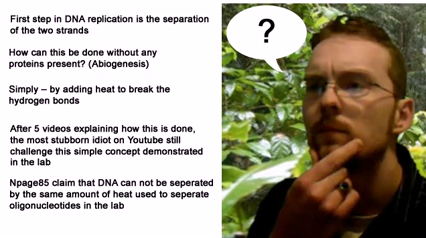 First step in DNA replication is the separation
of the two strands
How can this be done without any
proteins present? (Abiogenesis)
Simply – by adding heat to break the
hydrogen bonds
After 5 videos explaining how this is done,
the most stubborn idiot on Youtube still
challenge this simple concept demonstrated
in the lab
Npage85 claim that DNA can not be seperated
by the same amount of heat used to seperate
oligonucleotides in the lab
?